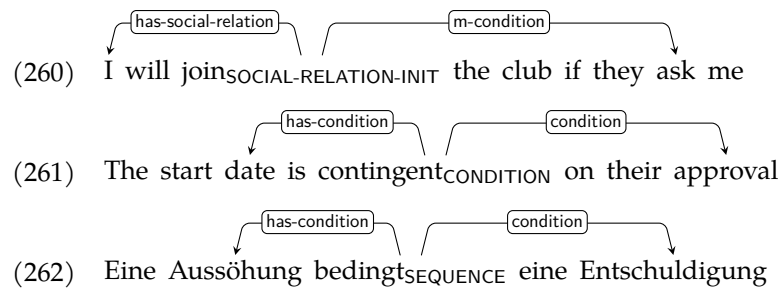 has-social-relation m-condition
(260) I will joinSOCIAL-RELATION-INIT the club if they ask me
has-condition condition
(261) The start date is contingentCONDITION on their approval
has-condition condition
(262) Eine Aussöhung bedingtSEQUENCE eine Entschuldigung